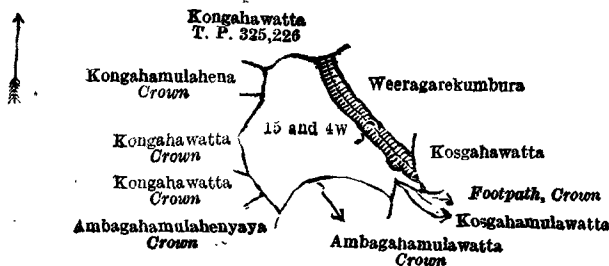 Kongahawatta
T. P. 325,226
Kongahamulahena
Crown
Weeragarekumbura
15 and 4w
Kongahawatta
Crown
Kosgahawatta
Kongahawatta
Crown
Footpath, Crown
Kosgahamulawatta
Ambagahamulahenyaya
Crown
Ambagahamulawatta
Crown